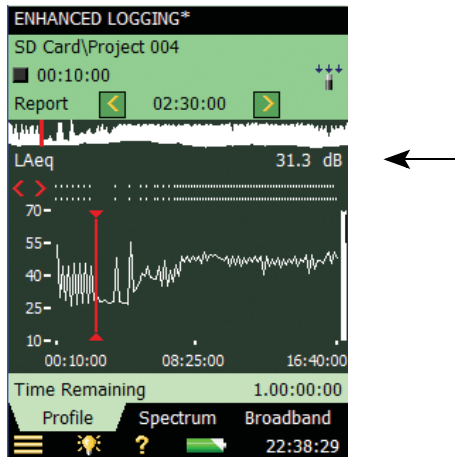 ENHANCED LOGGING*
SD Card\Project 004
00:10:00
Report < 02:30:00 >
LAeq 31.3 dB
< >
70
55
40
25
10
00:10:00 08:25:00 16:40:00
Time Remaining 1.00:00:00
Profile Spectrum Broadband
? 22:38:29